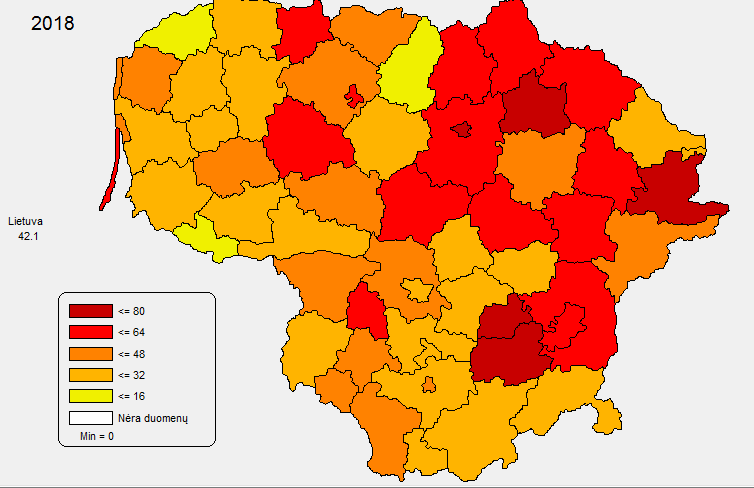 2018
Lietuva
42.1
<= 80
<= 64
<= 48
<= 32
<= 16
Nėra duomenų
Min = 0